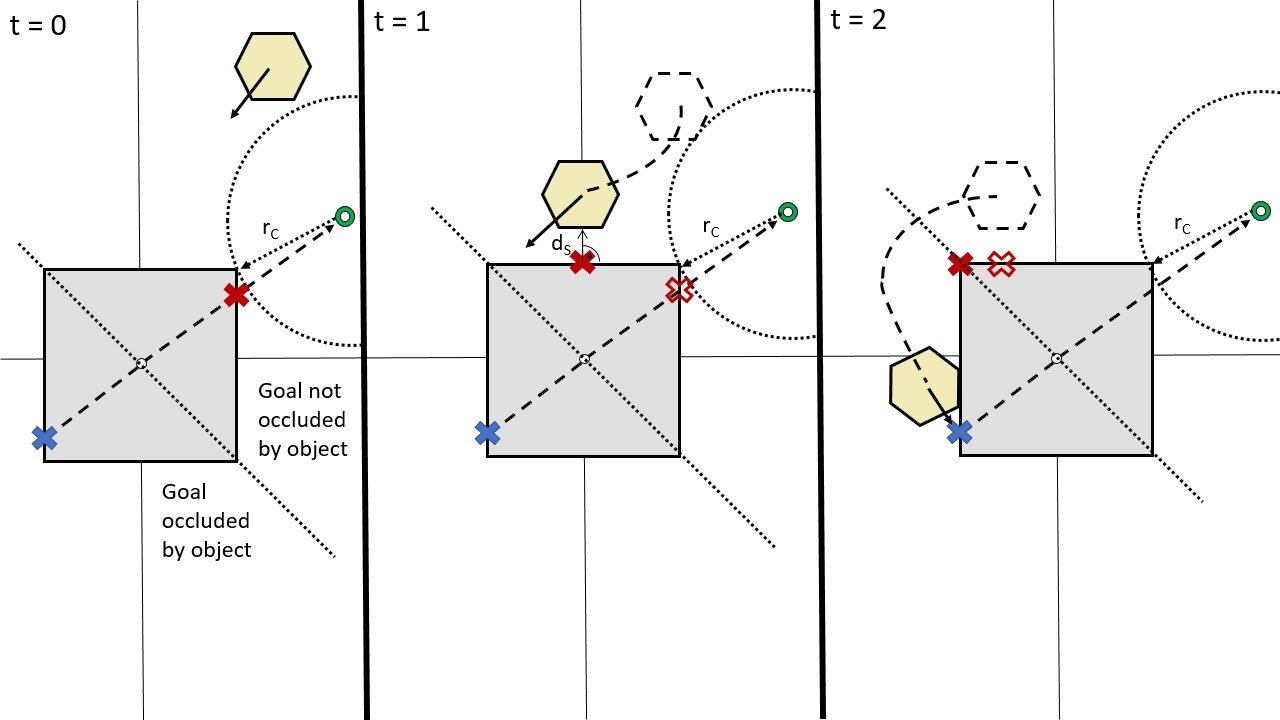 t = 0
r_C
Goal not
occluded
by object
Goal
occluded
by object
t = 1
r_C
d_S
t = 2
r_C